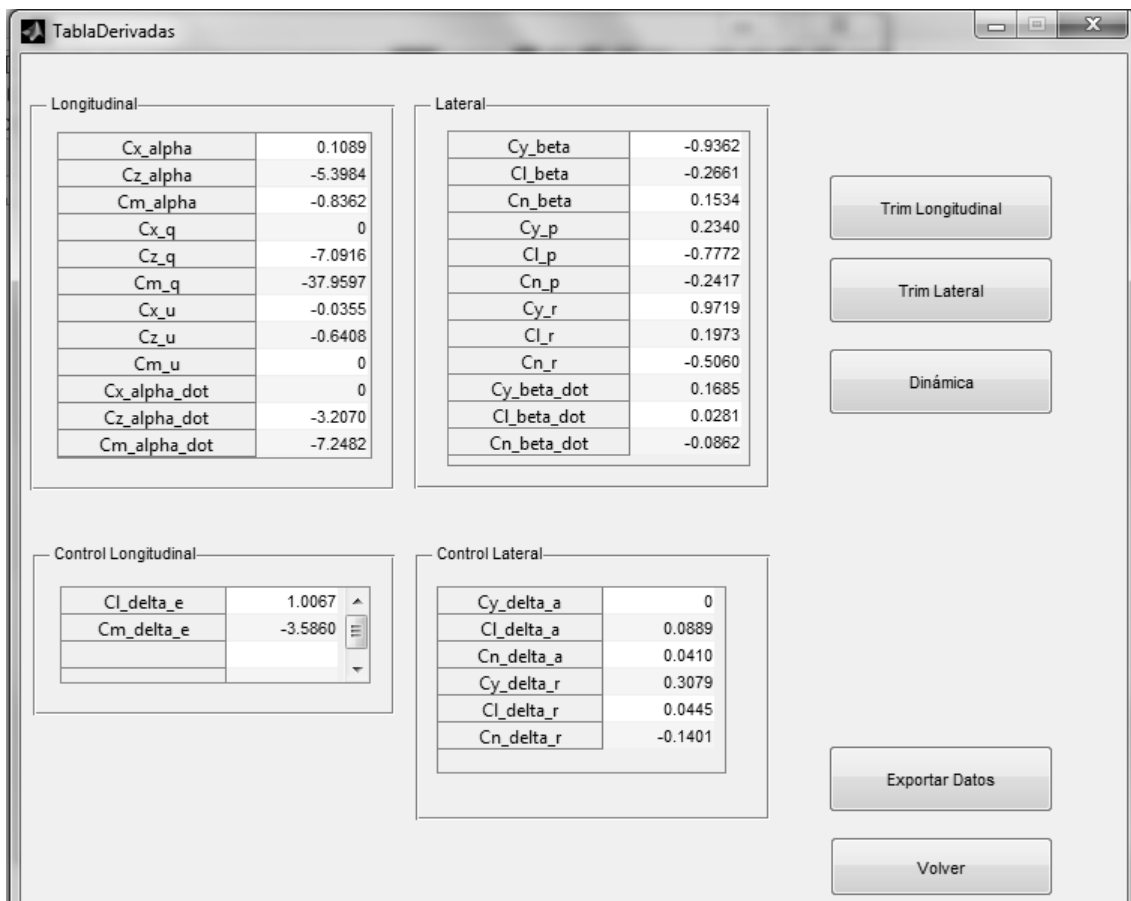 TablaDerivadas
Longitudinal
Cx_alpha 0.1089
Cz_alpha -5.3984
Cm_alpha -0.8362
Cx_q 0
Cz_q -7.0916
Cm_q -37.9597
Cx_u -0.0355
Cz_u -0.6408
Cm_u 0
Cx_alpha_dot 0
Cz_alpha_dot -3.2070
Cm_alpha_dot -7.2482
Lateral
Cy_beta -0.9362
Cl_beta -0.2661
Cn_beta 0.1534
Cy_p 0.2340
Cl_p -0.7772
Cn_p -0.2417
Cy_r 0.9719
Cl_r 0.1973
Cn_r -0.5060
Cy_beta_dot 0.1685
Cl_beta_dot 0.0281
Cn_beta_dot -0.0862
Trim Longitudinal
Trim Lateral
Dinámica
Control Longitudinal
Cl_delta_e 1.0067
Cm_delta_e -3.5860
Control Lateral
Cy_delta_a 0
Cl_delta_a 0.0889
Cn_delta_a 0.0410
Cy_delta_r 0.3079
Cl_delta_r 0.0445
Cn_delta_r -0.1401
Exportar Datos
Volver